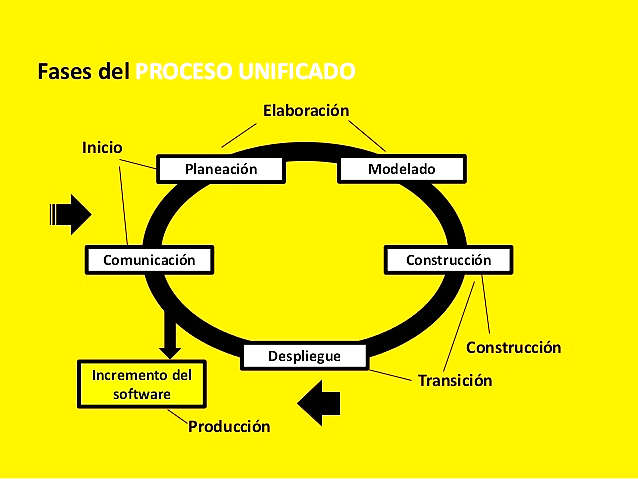 Fases del PROCESO UNIFICADO
Elaboración
Inicio
Planeación
Modelado
Comunicación
Construcción
Despliegue
Construcción
Transición
Incremento del
software
Producción